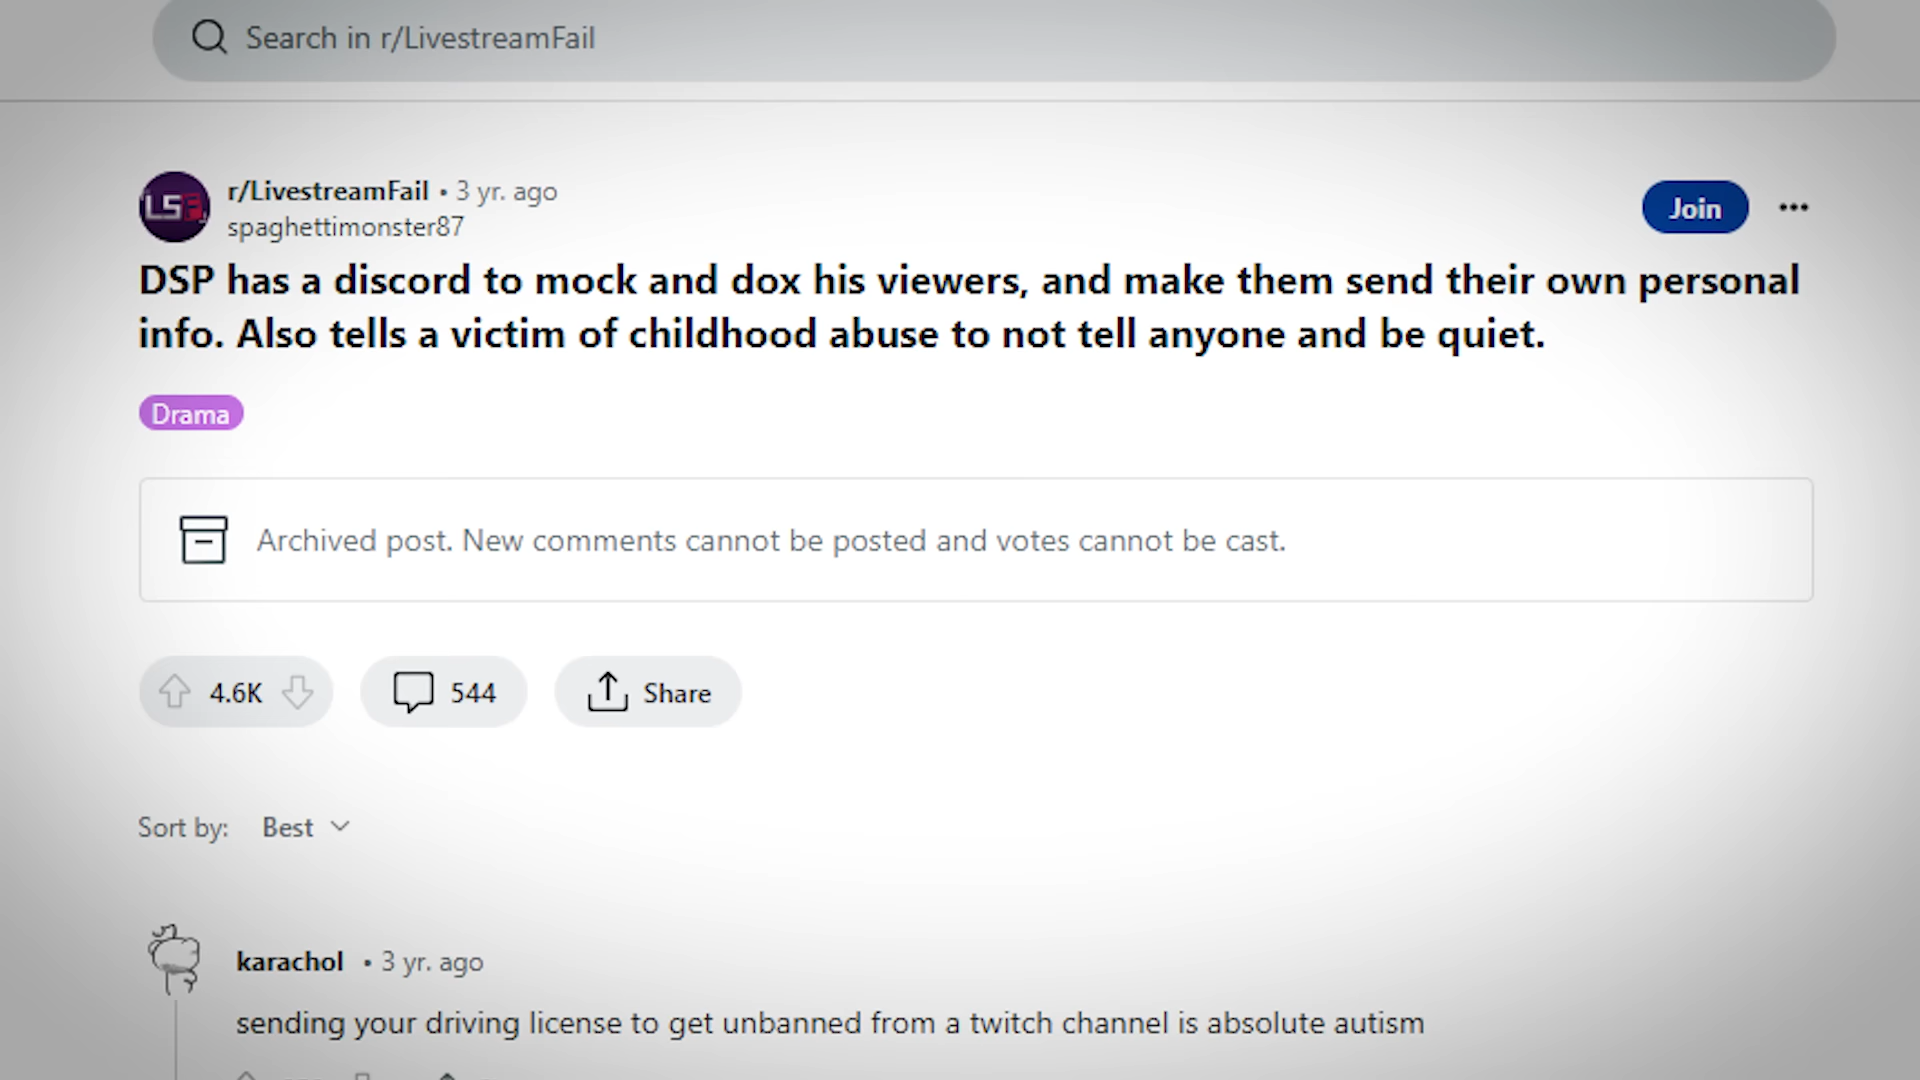 Search in r/LivestreamFail
LSF
r/LivestreamFail • 3 yr. ago
spaghettimonster87
Join
DSP has a discord to mock and dox his viewers, and make them send their own personal
info. Also tells a victim of childhood abuse to not tell anyone and be quiet.
Drama
Archived post. New comments cannot be posted and votes cannot be cast.
4.6K
544
Share
Sort by: Best
karachol • 3 yr. ago
sending your driving license to get unbanned from a twitch channel is absolute autism